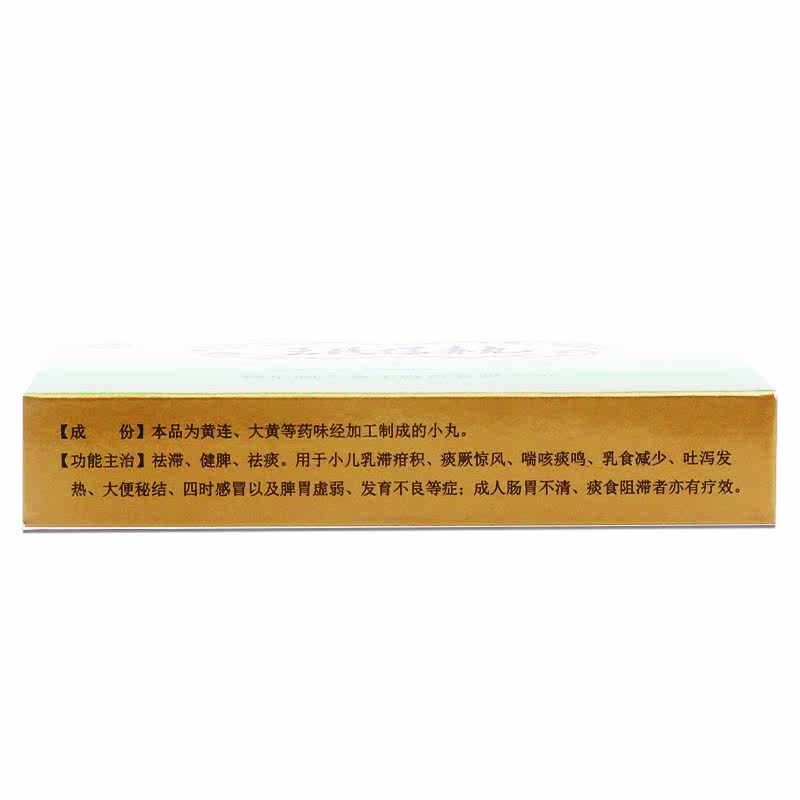 【成　份】本品为黄连、大黄等药味经加工制成的小丸。
【功能主治】祛滞、健脾、祛痰。用于小儿乳滞疳积、痰厥惊风、喘咳痰鸣、乳食减少、吐泻发
热、大便秘结、四时感冒以及脾胃虚弱、发育不良等症；成人肠胃不清、痰食阻滞者亦有疗效。